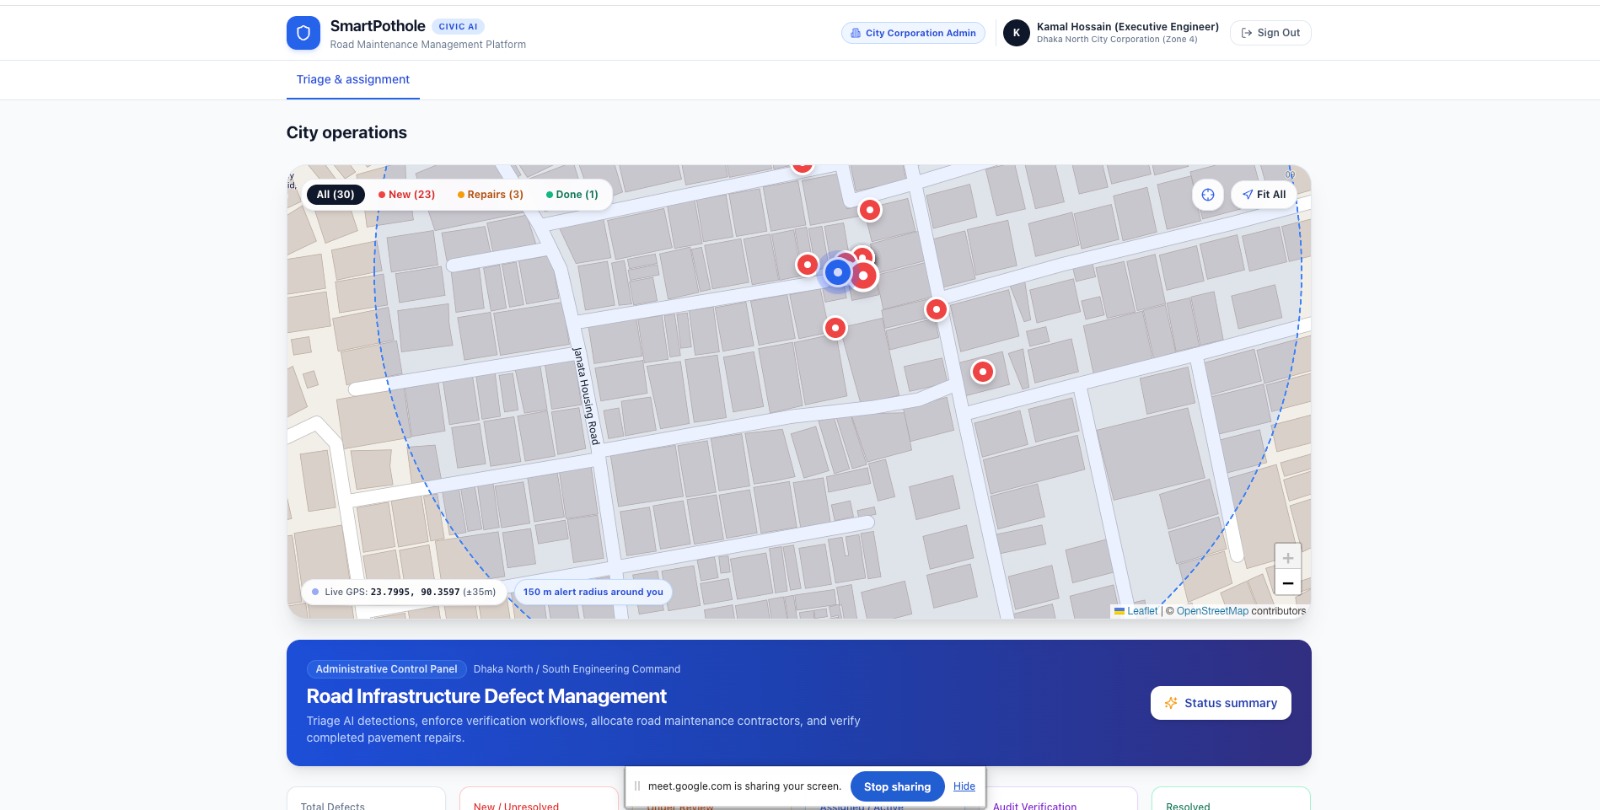 SmartPothole CIVIC AI
Road Maintenance Management Platform
City Corporation Admin
K
Kamal Hossain (Executive Engineer)
Dhaka North City Corporation (Zone 4)
Sign Out
Triage & assignment
City operations
All (30) New (23) Repairs (3) Done (1)
Fit All
Janata Housing Road
Live GPS: 23.7995, 90.3597 (±35m)
150 m alert radius around you
+
−
Leaflet | © OpenStreetMap contributors
Administrative Control Panel Dhaka North / South Engineering Command
Road Infrastructure Defect Management
Triage AI detections, enforce verification workflows, allocate road maintenance contractors, and verify
completed pavement repairs.
Status summary
meet.google.com is sharing your screen. Stop sharing Hide
Total Defects New / Unresolved Under Review Assigned / Active Audit Verification Resolved